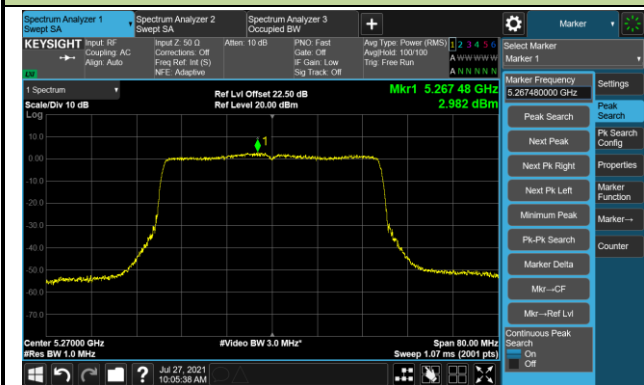 Spectrum Analyzer 1
Swept SA
Spectrum Analyzer 2
Swept SA
Spectrum Analyzer 3
Occupied BW
+
Marker
KEYSIGHT
Input: RF
Coupling: AC
Align: Auto
Input Z: 50 Ω
Corrections: Off
Freq Ref: Int (S)
NFE: Adaptive
Atten: 10 dB
PNO: Fast
Gate: Off
IF Gain: Low
Sig Track: Off
Avg Type: Power (RMS)
Avg|Hold: 100/100
Trig: Free Run
1 2 3 4 5 6
A W W W W W
A N N N N N
Select Marker
Marker 1
1 Spectrum
Scale/Div 10 dB
Log
Ref Lvl Offset 22.50 dB
Ref Level 20.00 dBm
Mkr1 5.267 48 GHz
2.982 dBm
10.0
0.00
-10.0
-20.0
-30.0
-40.0
-50.0
-60.0
-70.0
1
Center 5.27000 GHz
#Res BW 1.0 MHz
#Video BW 3.0 MHz*
Span 80.00 MHz
Sweep 1.07 ms (2001 pts)
Marker Frequency
5.267480000 GHz
Peak Search
Next Peak
Next Pk Right
Next Pk Left
Minimum Peak
Pk-Pk Search
Marker Delta
Mkr→CF
Mkr→Ref Lvl
Continuous Peak
Search
On
Off
Settings
Peak
Search
Pk Search
Config
Properties
Marker
Function
Marker→
Counter
?
Jul 27, 2021
10:05:38 AM